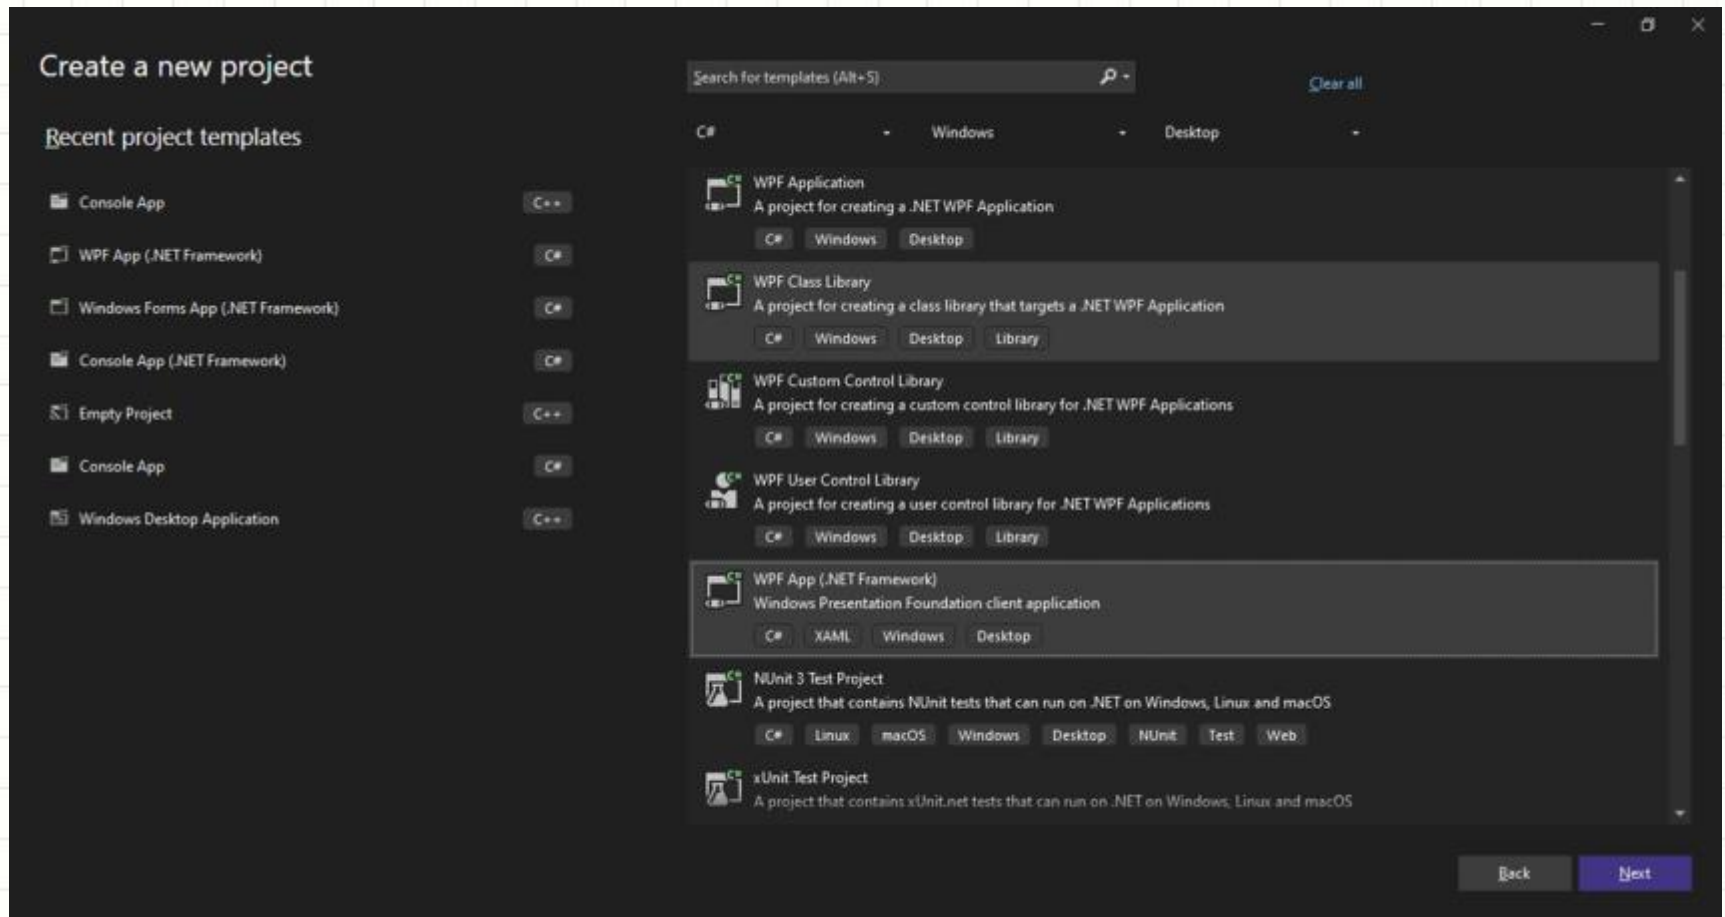 Create a new project
Recent project templates
Console App C++
WPF App (.NET Framework) C#
Windows Forms App (.NET Framework) C#
Console App (.NET Framework) C#
Empty Project C++
Console App C#
Windows Desktop Application C++
Search for templates (Alt+S)
Clear all
C# Windows Desktop
WPF Application
A project for creating a .NET WPF Application
C# Windows Desktop
WPF Class Library
A project for creating a class library that targets a .NET WPF Application
C# Windows Desktop Library
WPF Custom Control Library
A project for creating a custom control library for .NET WPF Applications
C# Windows Desktop Library
WPF User Control Library
A project for creating a user control library for .NET WPF Applications
C# Windows Desktop Library
WPF App (.NET Framework)
Windows Presentation Foundation client application
C# XAML Windows Desktop
NUnit 3 Test Project
A project that contains NUnit tests that can run on .NET on Windows, Linux and macOS
C# Linux macOS Windows Desktop NUnit Test Web
xUnit Test Project
A project that contains xUnit.net tests that can run on .NET on Windows, Linux and macOS
Back Next